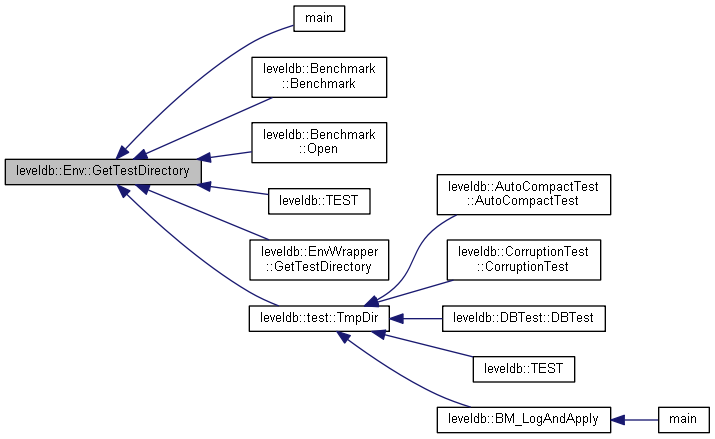 main
leveldb::Benchmark
::Benchmark
leveldb::Benchmark
::Open
leveldb::Env::GetTestDirectory
leveldb::TEST
leveldb::EnvWrapper
::GetTestDirectory
leveldb::test::TmpDir
leveldb::AutoCompactTest
::AutoCompactTest
leveldb::CorruptionTest
::CorruptionTest
leveldb::DBTest::DBTest
leveldb::TEST
leveldb::BM_LogAndApply
main